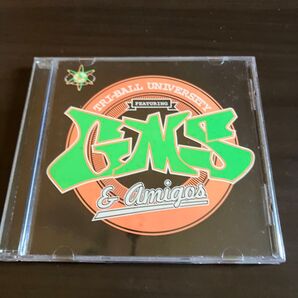 TRI-BALL UNIVERSITY
FEATURING
GMS
& Amigos